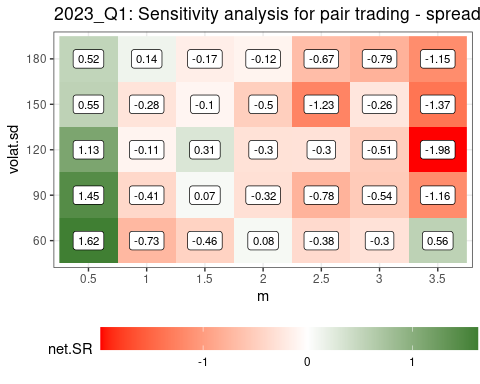 2023_Q1: Sensitivity analysis for pair trading - spread
180 0.52 0.14 -0.17 -0.12 -0.67 -0.79 -1.15
150 0.55 -0.28 -0.1 -0.5 -1.23 -0.26 -1.37
volat.sd
120 1.13 -0.11 0.31 -0.3 -0.3 -0.51 -1.98
90 1.45 -0.41 0.07 -0.32 -0.78 -0.54 -1.16
60 1.62 -0.73 -0.46 0.08 -0.38 -0.3 0.56
0.5 1 1.5 2 2.5 3 3.5
m
net.SR
-1 0 1